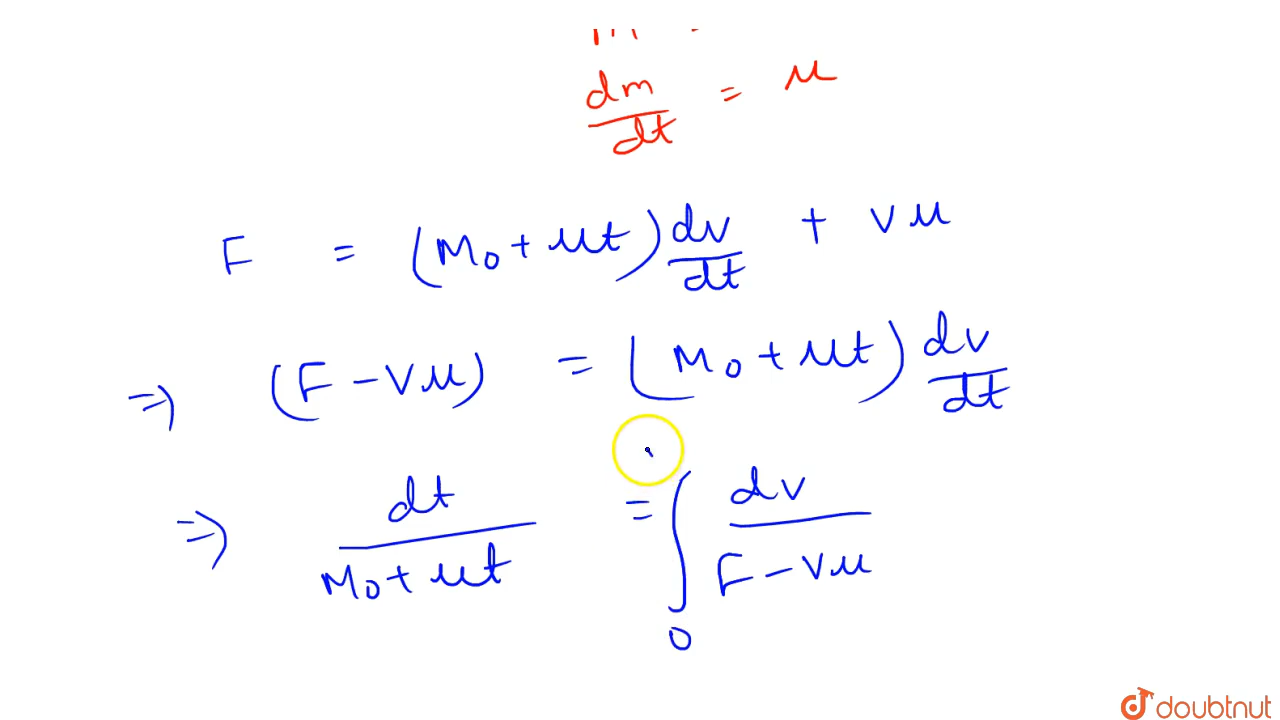 dm/dt = μ
F = (M₀ + μt) dv/dt + vμ
⇒ (F − vμ) = (M₀ + μt) dv/dt
⇒ dt/(M₀ + μt) = ∫₀ dv/(F − vμ)
doubtnut